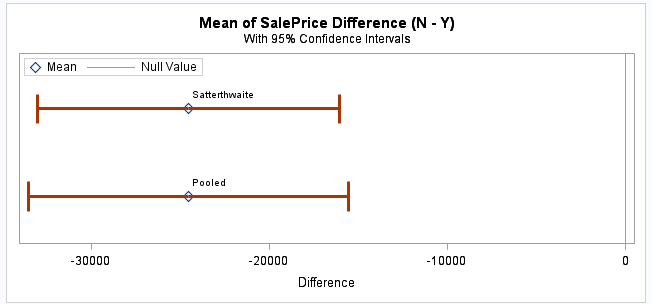 Mean of SalePrice Difference (N - Y)
With 95% Confidence Intervals
Mean Null Value
Satterthwaite
Pooled
-30000 -20000 -10000 0
Difference